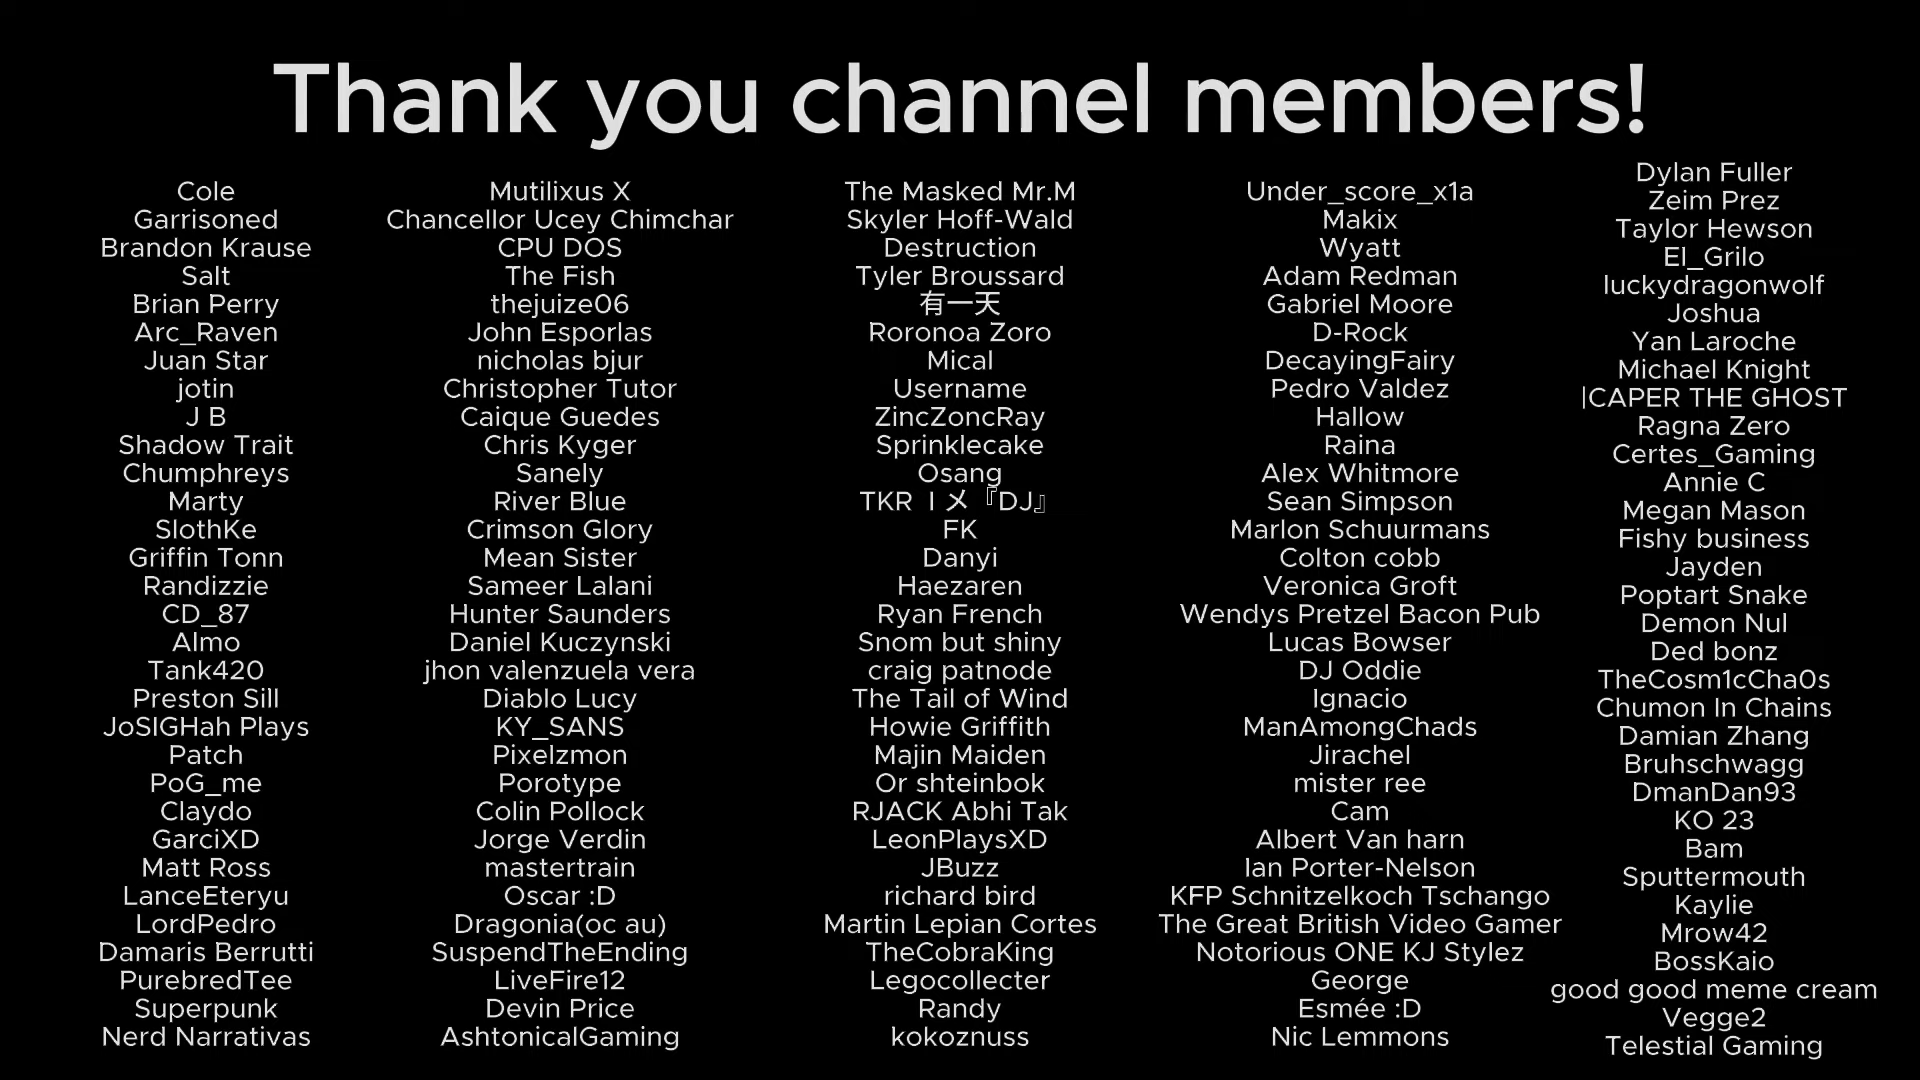 Thank you channel members!
Cole
Garrisoned
Brandon Krause
Salt
Brian Perry
Arc_Raven
Juan Star
jotin
J B
Shadow Trait
Chumphreys
Marty
SlothKe
Griffin Tonn
Randizzie
CD_87
Almo
Tank420
Preston Sill
JoSIGHah Plays
Patch
PoG_me
Claydo
GarciXD
Matt Ross
LanceEteryu
LordPedro
Damaris Berrutti
PurebredTee
Superpunk
Nerd Narrativas
Mutilixus X
Chancellor Ucey Chimchar
CPU DOS
The Fish
thejuize06
John Esporlas
nicholas bjur
Christopher Tutor
Caique Guedes
Chris Kyger
Sanely
River Blue
Crimson Glory
Mean Sister
Sameer Lalani
Hunter Saunders
Daniel Kuczynski
jhon valenzuela vera
Diablo Lucy
KY_SANS
Pixelzmon
Porotype
Colin Pollock
Jorge Verdin
mastertrain
Oscar :D
Dragonia(oc au)
SuspendTheEnding
LiveFire12
Devin Price
AshtonicalGaming
The Masked Mr.M
Skyler Hoff-Wald
Destruction
Tyler Broussard
有一天
Roronoa Zoro
Mical
Username
ZincZoncRay
Sprinklecake
Osang
TKR ㅣメ『DJ』
FK
Danyi
Haezaren
Ryan French
Snom but shiny
craig patnode
The Tail of Wind
Howie Griffith
Majin Maiden
Or shteinbok
RJACK Abhi Tak
LeonPlaysXD
JBuzz
richard bird
Martin Lepian Cortes
TheCobraKing
Legocollecter
Randy
kokoznuss
Under_score_x1a
Makix
Wyatt
Adam Redman
Gabriel Moore
D-Rock
DecayingFairy
Pedro Valdez
Hallow
Raina
Alex Whitmore
Sean Simpson
Marlon Schuurmans
Colton cobb
Veronica Groft
Wendys Pretzel Bacon Pub
Lucas Bowser
DJ Oddie
Ignacio
ManAmongChads
Jirachel
mister ree
Cam
Albert Van harn
Ian Porter-Nelson
KFP Schnitzelkoch Tschango
The Great British Video Gamer
Notorious ONE KJ Stylez
George
Esmée :D
Nic Lemmons
Dylan Fuller
Zeim Prez
Taylor Hewson
El_Grilo
luckydragonwolf
Joshua
Yan Laroche
Michael Knight
|CAPER THE GHOST
Ragna Zero
Certes_Gaming
Annie C
Megan Mason
Fishy business
Jayden
Poptart Snake
Demon Nul
Ded bonz
TheCosm1cCha0s
Chumon In Chains
Damian Zhang
Bruhschwagg
DmanDan93
KO 23
Bam
Sputtermouth
Kaylie
Mrow42
BossKaio
good good meme cream
Vegge2
Telestial Gaming